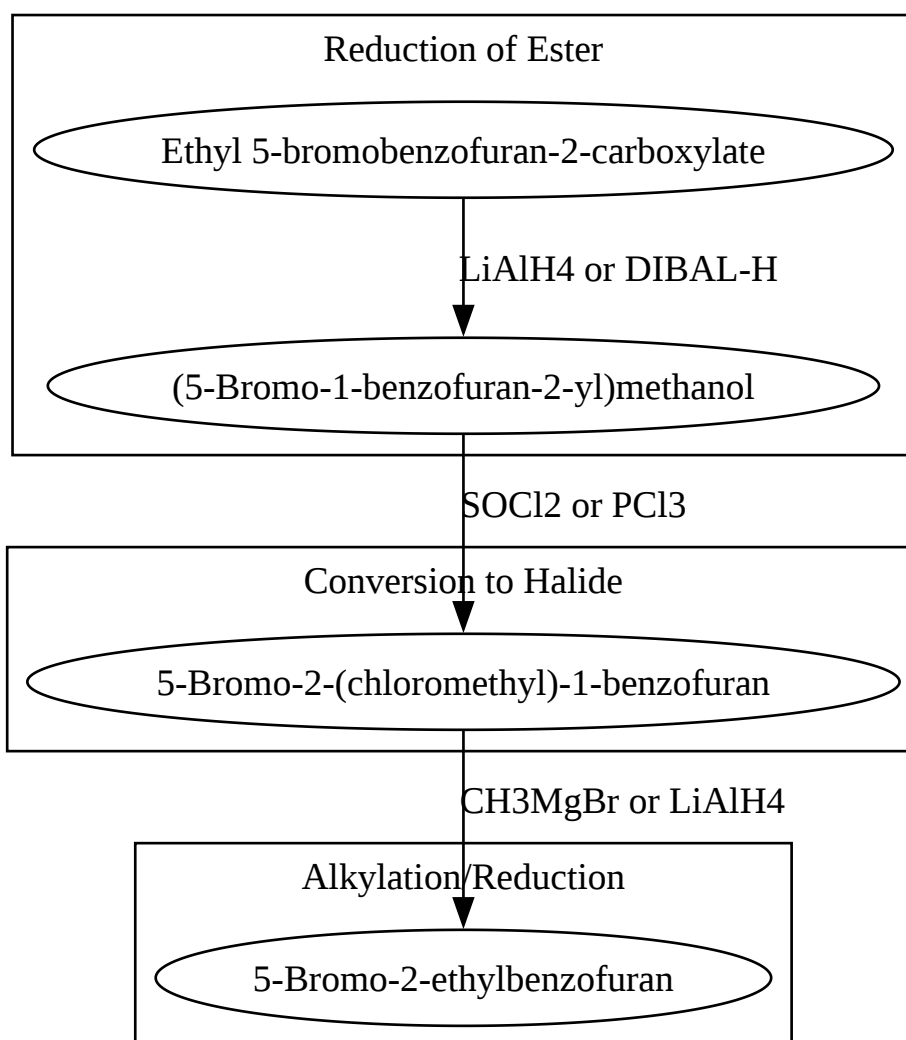 Reduction of Ester
Ethyl 5-bromobenzofuran-2-carboxylate
LiAlH4 or DIBAL-H
(5-Bromo-1-benzofuran-2-yl)methanol
SOCl2 or PCl3
Conversion to Halide
5-Bromo-2-(chloromethyl)-1-benzofuran
CH3MgBr or LiAlH4
Alkylation/Reduction
5-Bromo-2-ethylbenzofuran